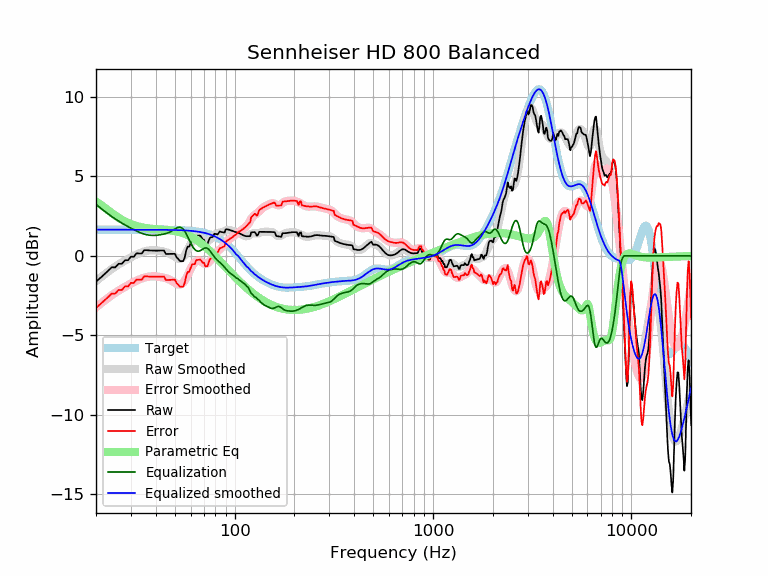 Sennheiser HD 800 Balanced
10
5
0
−5
−10
−15
Amplitude (dBr)
Target
Raw Smoothed
Error Smoothed
Raw
Error
Parametric Eq
Equalization
Equalized smoothed
100 1000 10000
Frequency (Hz)